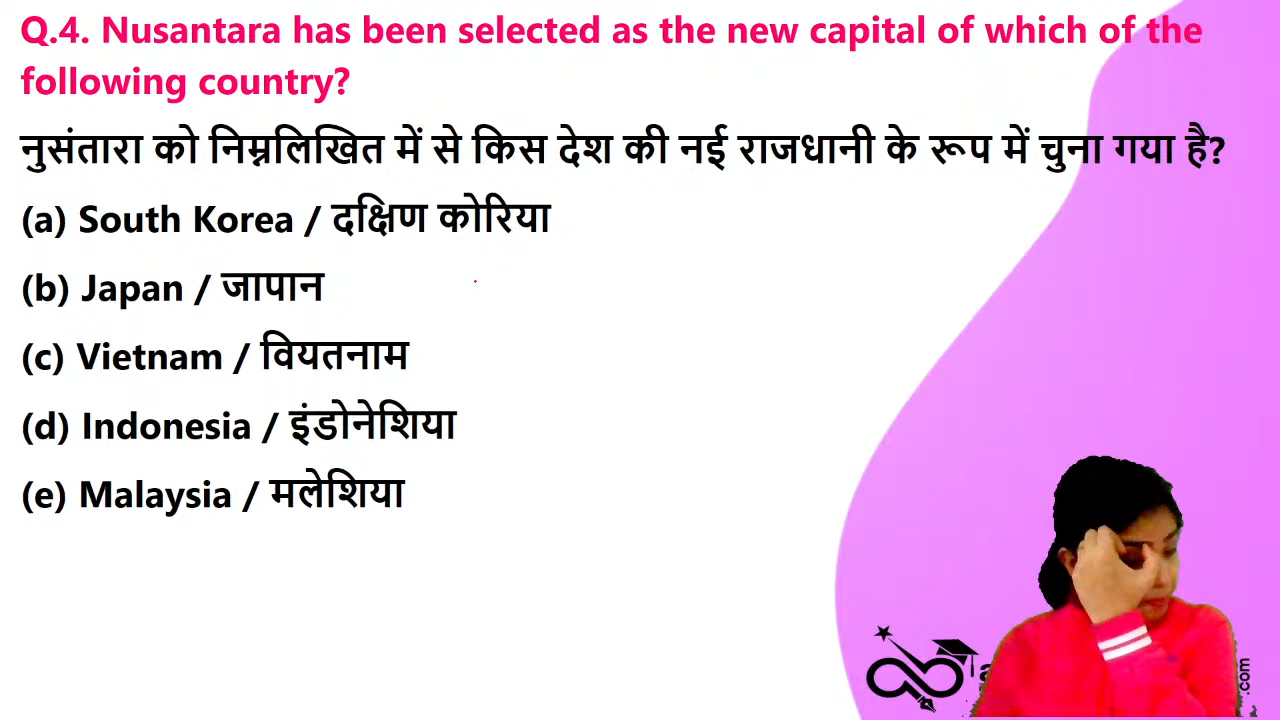 Q.4. Nusantara has been selected as the new capital of which of the
following country?
नुसंतारा को निम्नलिखित में से किस देश की नई राजधानी के रूप में चुना गया है?
(a) South Korea / दक्षिण कोरिया
(b) Japan / जापान
(c) Vietnam / वियतनाम
(d) Indonesia / इंडोनेशिया
(e) Malaysia / मलेशिया
.com